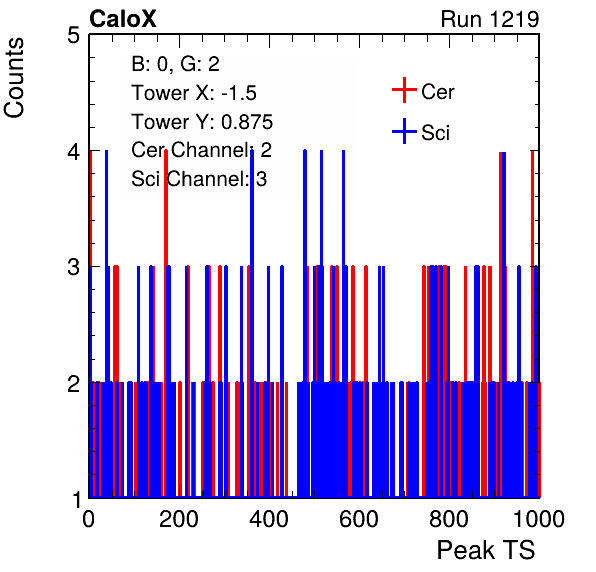 CaloX Run 1219
Counts
5
4
3
2
1
B: 0, G: 2
Tower X: -1.5
Tower Y: 0.875
Cer Channel: 2
Sci Channel: 3
Cer
Sci
0 200 400 600 800 1000
Peak TS